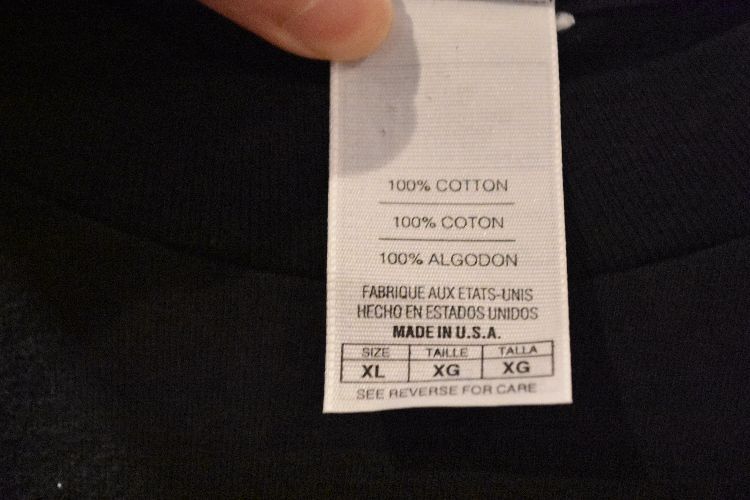 100% COTTON
100% COTON
100% ALGODON
FABRIQUE AUX ETATS-UNIS
HECHO EN ESTADOS UNIDOS
MADE IN U.S.A.
SIZE TAILLE TALLA
XL XG XG
SEE REVERSE FOR CARE